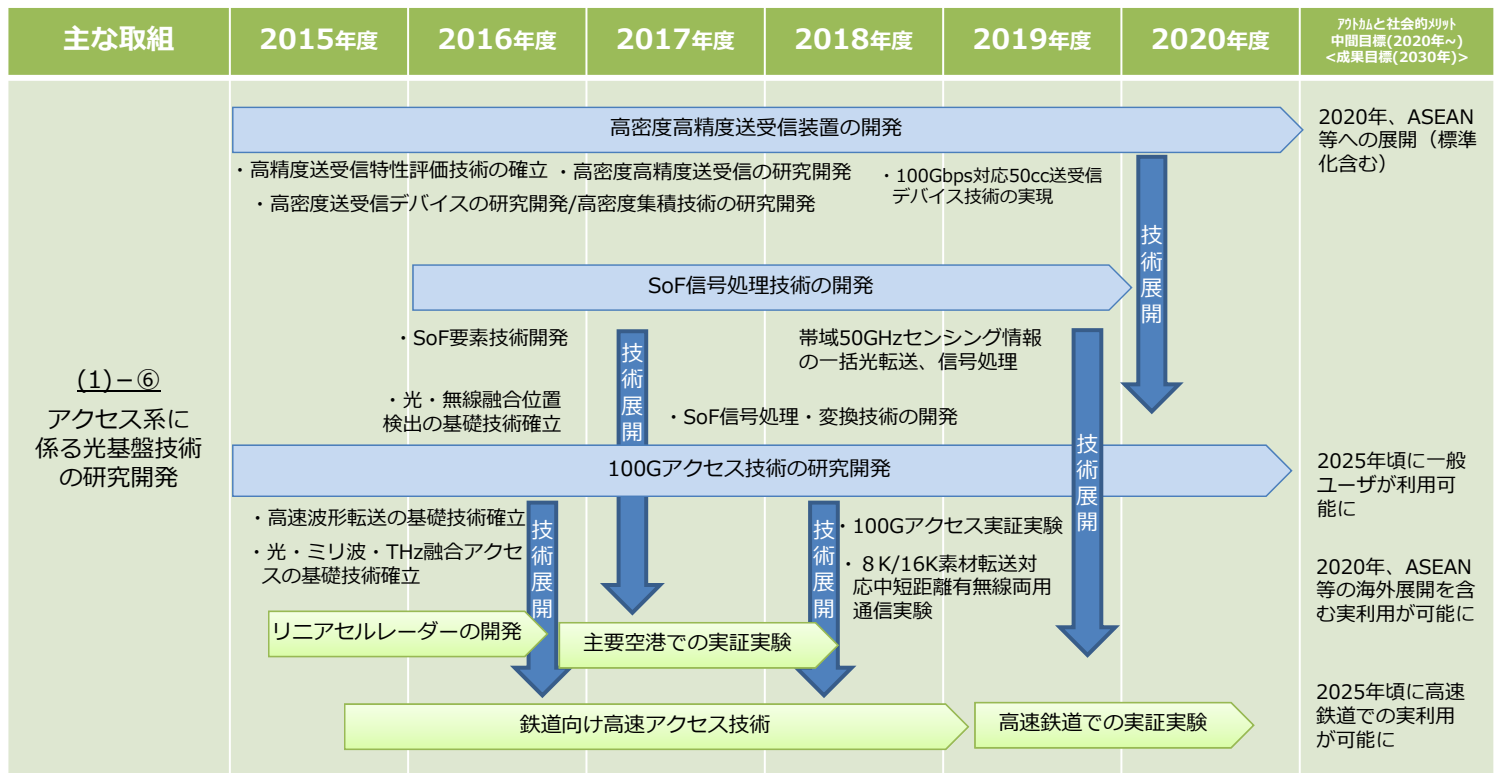 主な取組
2015年度
2016年度
2017年度
2018年度
2019年度
2020年度
ｱｳﾄｶﾑと社会的ﾒﾘｯﾄ
中間目標(2020年~)
<成果目標(2030年)>
(1)－⑥
アクセス系に
係る光基盤技術
の研究開発
高密度高精度送受信装置の開発
・高精度送受信特性評価技術の確立
・高密度高精度送受信の研究開発
・高密度送受信デバイスの研究開発/高密度集積技術の研究開発
・100Gbps対応50cc送受信
デバイス技術の実現
技術展開
2020年、ASEAN
等への展開（標準
化含む）
SoF信号処理技術の開発
・SoF要素技術開発
・光・無線融合位置
検出の基礎技術確立
技術展開
帯域50GHzセンシング情報
の一括光転送、信号処理
・SoF信号処理・変換技術の開発
技術展開
100Gアクセス技術の研究開発
2025年頃に一般
ユーザが利用可
能に
・高速波形転送の基礎技術確立
・光・ミリ波・THz融合アクセ
スの基礎技術確立
技術展開
技術展開
・100Gアクセス実証実験
・８K/16K素材転送対
応中短距離有無線両用
通信実験
2020年、ASEAN
等の海外展開を含
む実利用が可能に
リニアセルレーダーの開発
主要空港での実証実験
鉄道向け高速アクセス技術
高速鉄道での実証実験
2025年頃に高速
鉄道での実利用
が可能に